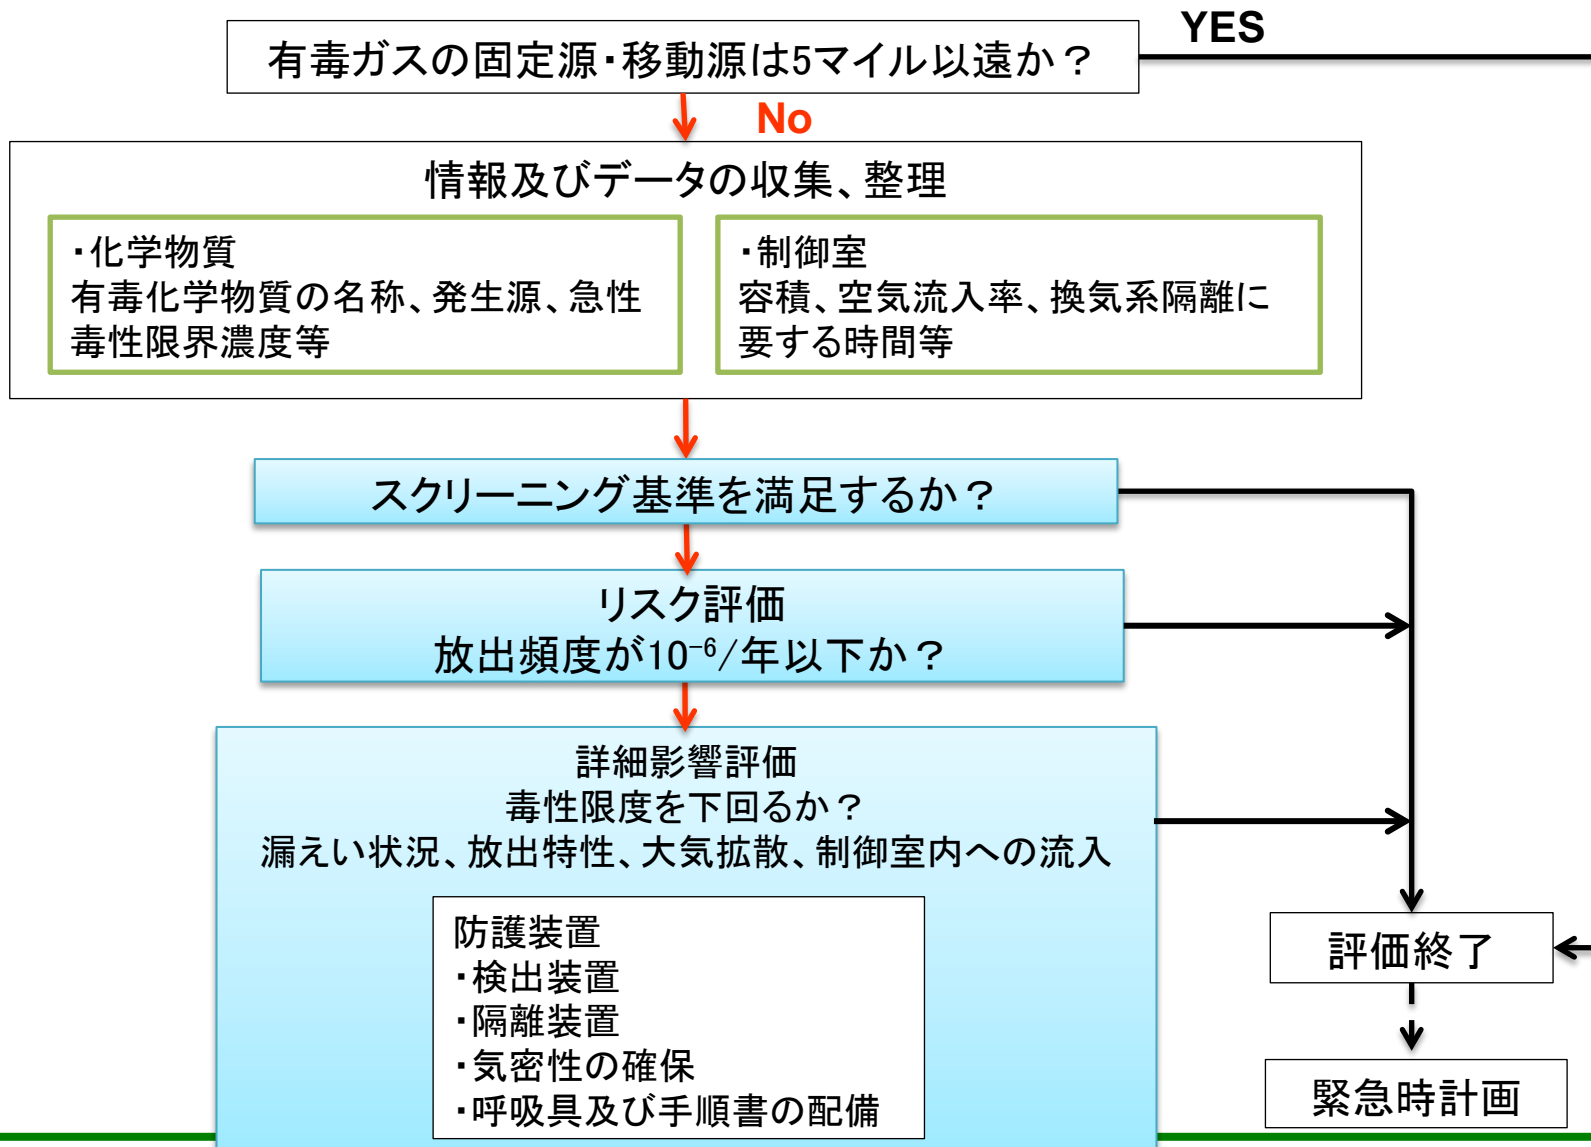 有毒ガスの固定源・移動源は5マイル以遠か？
YES
No
情報及びデータの収集、整理
・化学物質
有毒化学物質の名称、発生源、急性
毒性限界濃度等
・制御室
容積、空気流入率、換気系隔離に
要する時間等
スクリーニング基準を満足するか？
リスク評価
放出頻度が10⁻⁶/年以下か？
詳細影響評価
毒性限度を下回るか？
漏えい状況、放出特性、大気拡散、制御室内への流入
防護装置
・検出装置
・隔離装置
・気密性の確保
・呼吸具及び手順書の配備
評価終了
緊急時計画